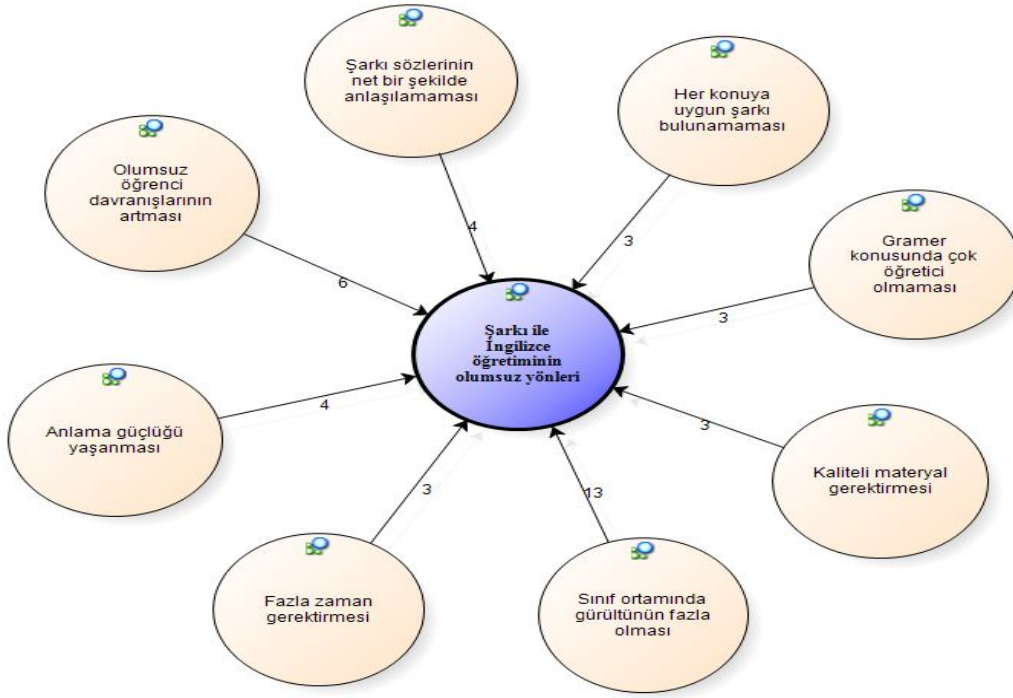 Şarkı sözlerinin
net bir şekilde
anlaşılamaması
Her konuya
uygun şarkı
bulunamaması
Olumsuz
öğrenci
davranışlarının
artması
Gramer
konusunda çok
öğretici
olmaması
4
3
6
3
Şarkı ile
İngilizce
öğretiminin
olumsuz yönleri
Anlama güçlüğü
yaşanması
4
3
Kaliteli materyal
gerektirmesi
3
13
Fazla zaman
gerektirmesi
Sınıf ortamında
gürültünün fazla
olması